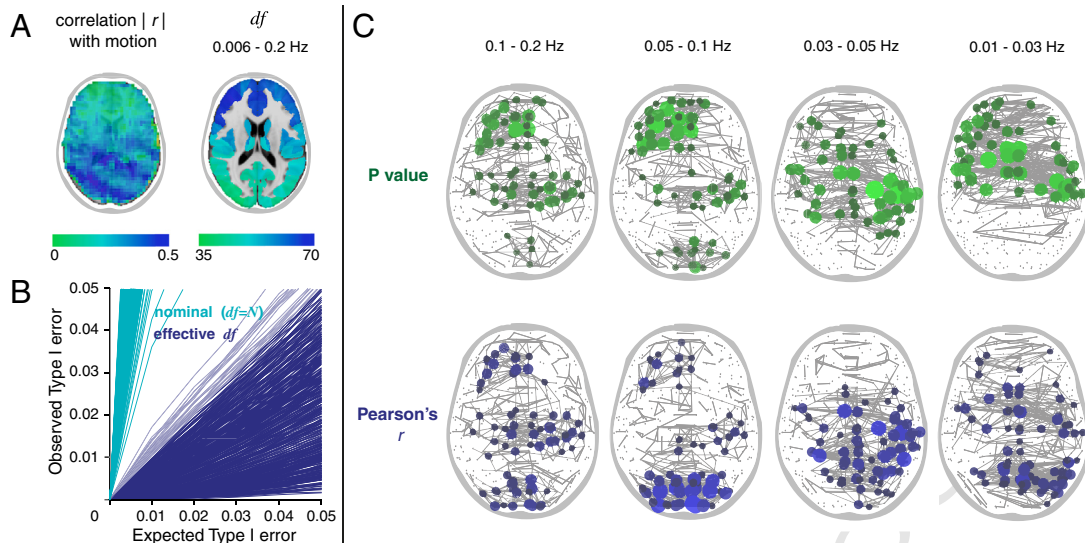 A
correlation | r |
with motion
df
0.006 - 0.2 Hz
0
0.5
35
70
B
Observed Type I error
0.05
0.04
0.03
0.02
0.01
nominal (df=N)
effective df
0
0.01
0.02
0.03
0.04
0.05
Expected Type I error
C
0.1 - 0.2 Hz
0.05 - 0.1 Hz
0.03 - 0.05 Hz
0.01 - 0.03 Hz
P value
Pearson's
r